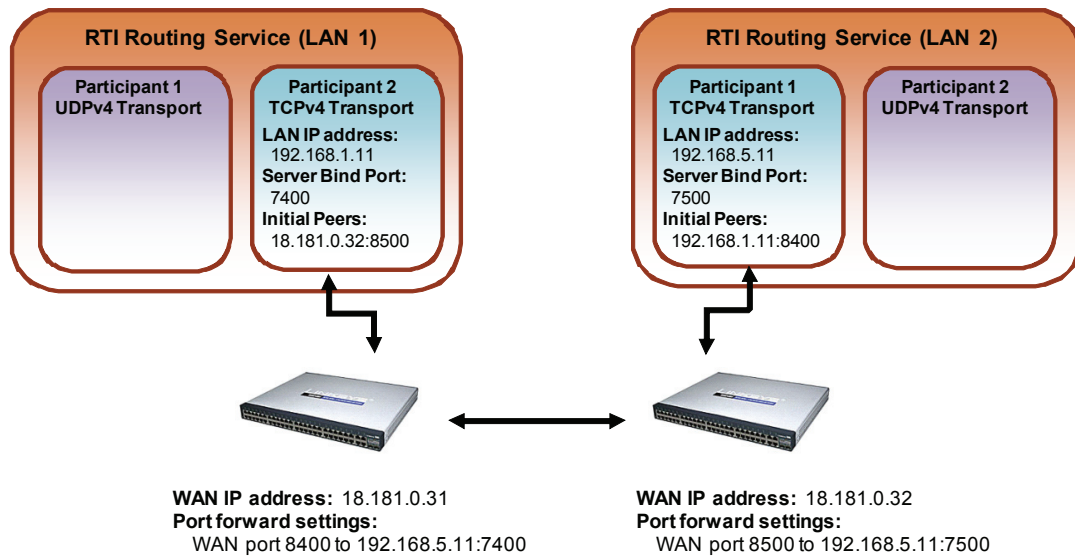 RTI Routing Service (LAN 1)
Participant 1
UDPv4 Transport
Participant 2
TCPv4 Transport
LAN IP address:
192.168.1.11
Server Bind Port:
7400
Initial Peers:
18.181.0.32:8500
RTI Routing Service (LAN 2)
Participant 1
TCPv4 Transport
LAN IP address:
192.168.5.11
Server Bind Port:
7500
Initial Peers:
192.168.1.11:8400
Participant 2
UDPv4 Transport
WAN IP address: 18.181.0.31
Port forward settings:
WAN port 8400 to 192.168.5.11:7400
WAN IP address: 18.181.0.32
Port forward settings:
WAN port 8500 to 192.168.5.11:7500